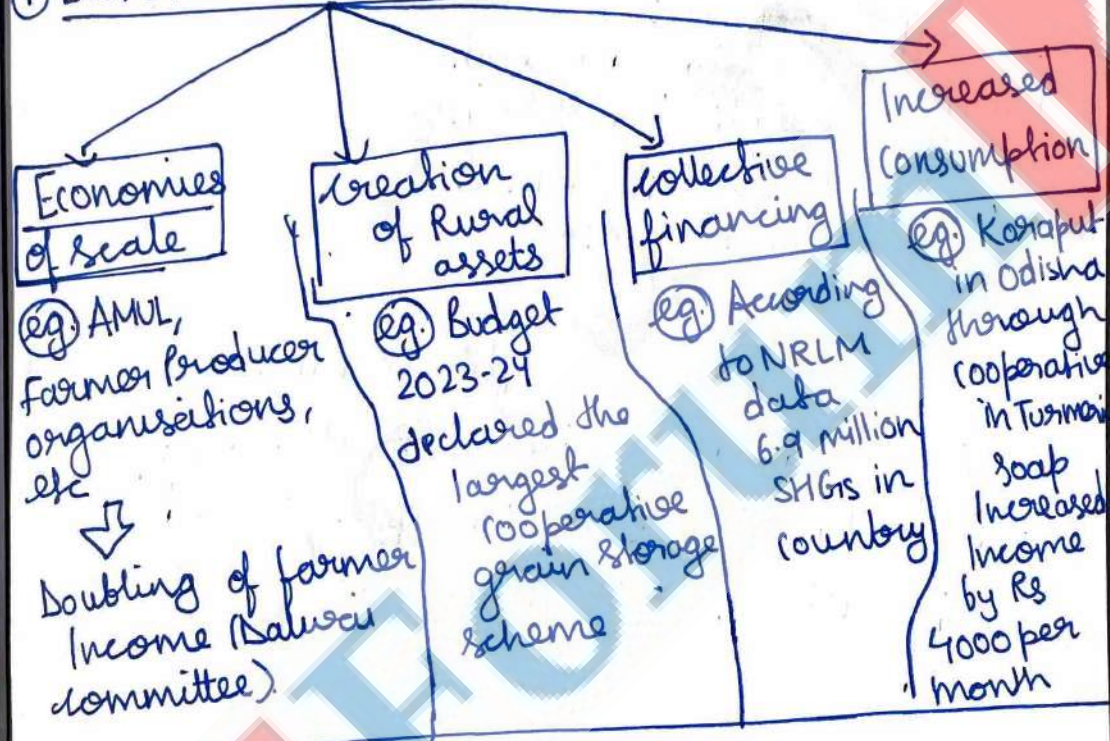 1
Economies
of scale
eg. AMUL,
Farmer Producer
organisations,
etc
Doubling of farmer
Income (Dalwai
committee).
creation
of Rural
assets
eg. Budget
2023-24
declared the
largest
cooperative
grain storage
scheme
collective
financing
eg. According
to NRLM
data
6.9 million
SHGs in
country
Increased
Consumption
eg. Koraput
in Odisha
through
cooperative
in
soap
Increased
Income
by Rs
4000 per
month
Forum